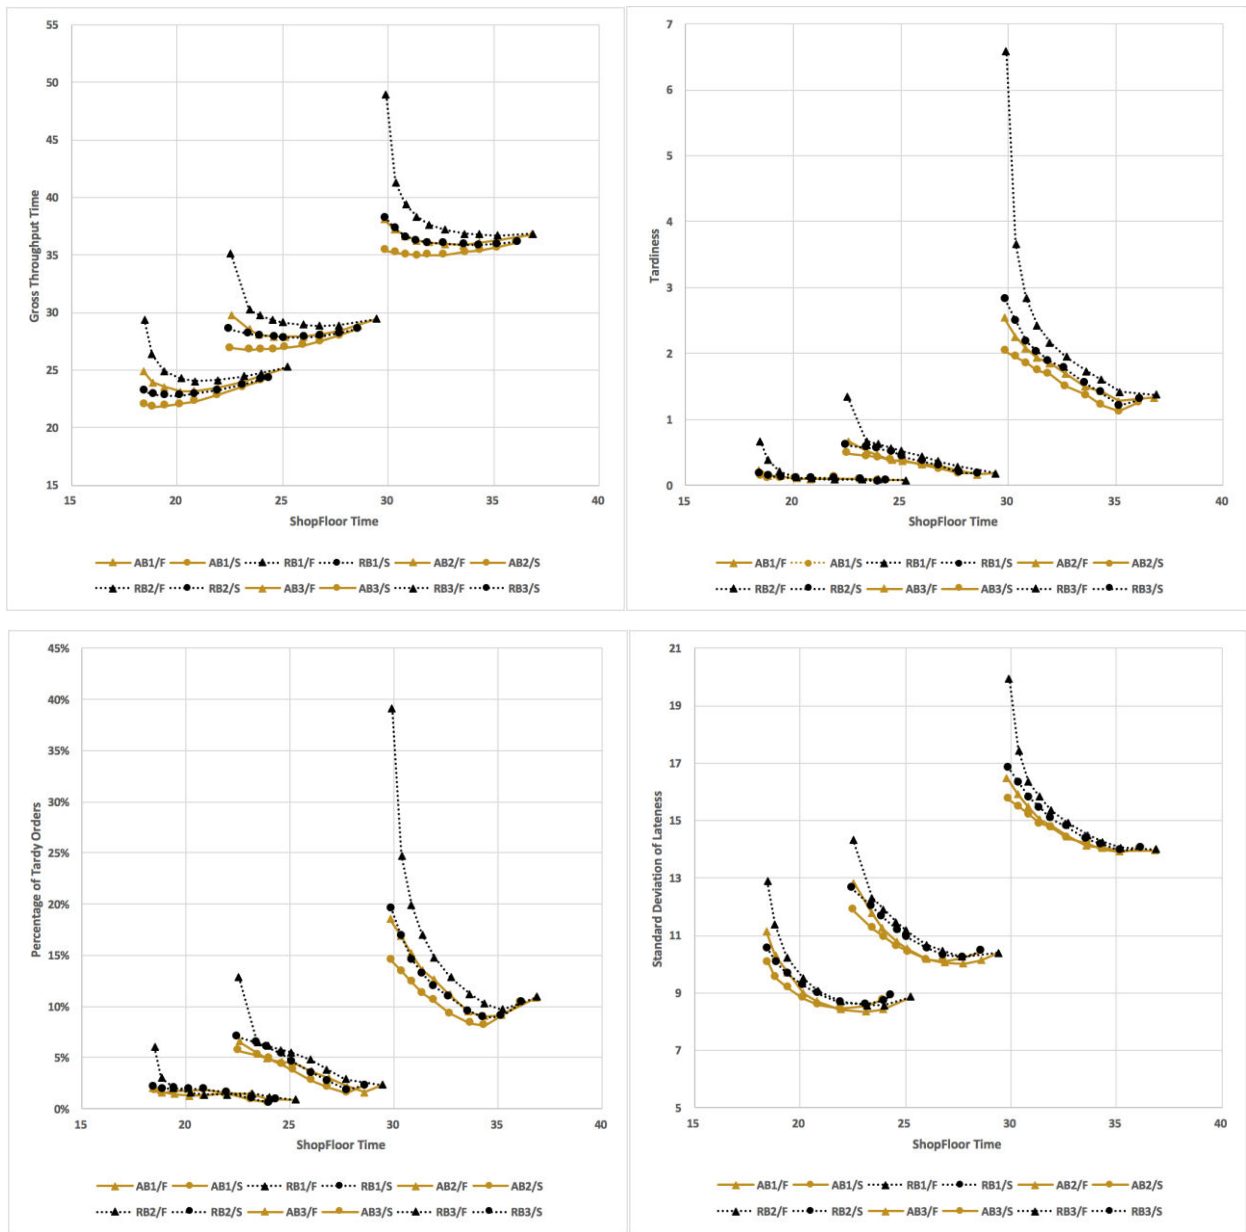 55
50
45
40
35
30
25
20
15
Gross Throughput Time
15 20 25 30 35 40
ShopFloor Time
AB1/F AB1/S RB1/F RB1/S AB2/F AB2/S
RB2/F RB2/S AB3/F AB3/S RB3/F RB3/S
7
6
5
4
3
2
1
0
Tardiness
15 20 25 30 35 40
ShopFloor Time
AB1/F AB1/S RB1/F RB1/S AB2/F AB2/S
RB2/F RB2/S AB3/F AB3/S RB3/F RB3/S
45%
40%
35%
30%
25%
20%
15%
10%
5%
0%
Percentage of Tardy Orders
15 20 25 30 35 40
ShopFloor Time
AB1/F AB1/S RB1/F RB1/S AB2/F AB2/S
RB2/F RB2/S AB3/F AB3/S RB3/F RB3/S
21
19
17
15
13
11
9
7
5
Standard Deviation of Lateness
15 20 25 30 35 40
ShopFloor Time
AB1/F AB1/S RB1/F RB1/S AB2/F AB2/S
RB2/F RB2/S AB3/F AB3/S RB3/F RB3/S